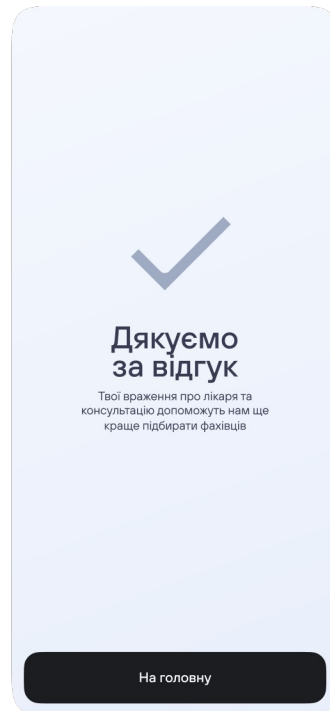 Дякуємо
за відгук
Твої враження про лікаря та
консультацію допоможуть нам ще
краще підбирати фахівців
На головну